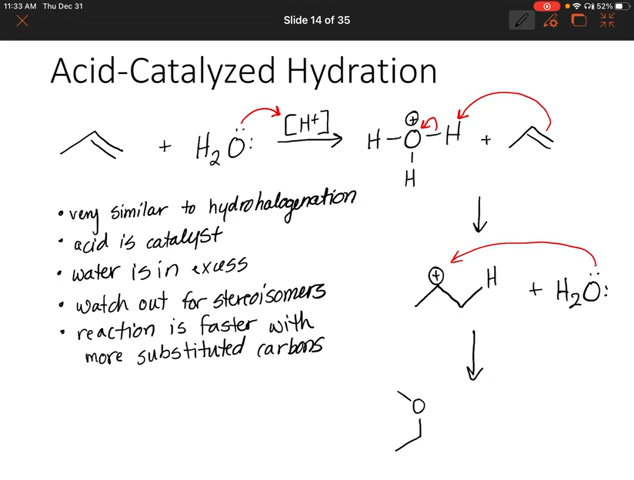 11:33 AM Thu Dec 31 52%
Slide 14 of 35
Acid-Catalyzed Hydration
+ H₂O: [H+] H-O-H +
⊕
H
• very similar to hydrohalogenation
• acid is catalyst
• water is in excess
• watch out for stereoisomers
• reaction is faster with
more substituted carbons
⊕ H + H₂O:
O